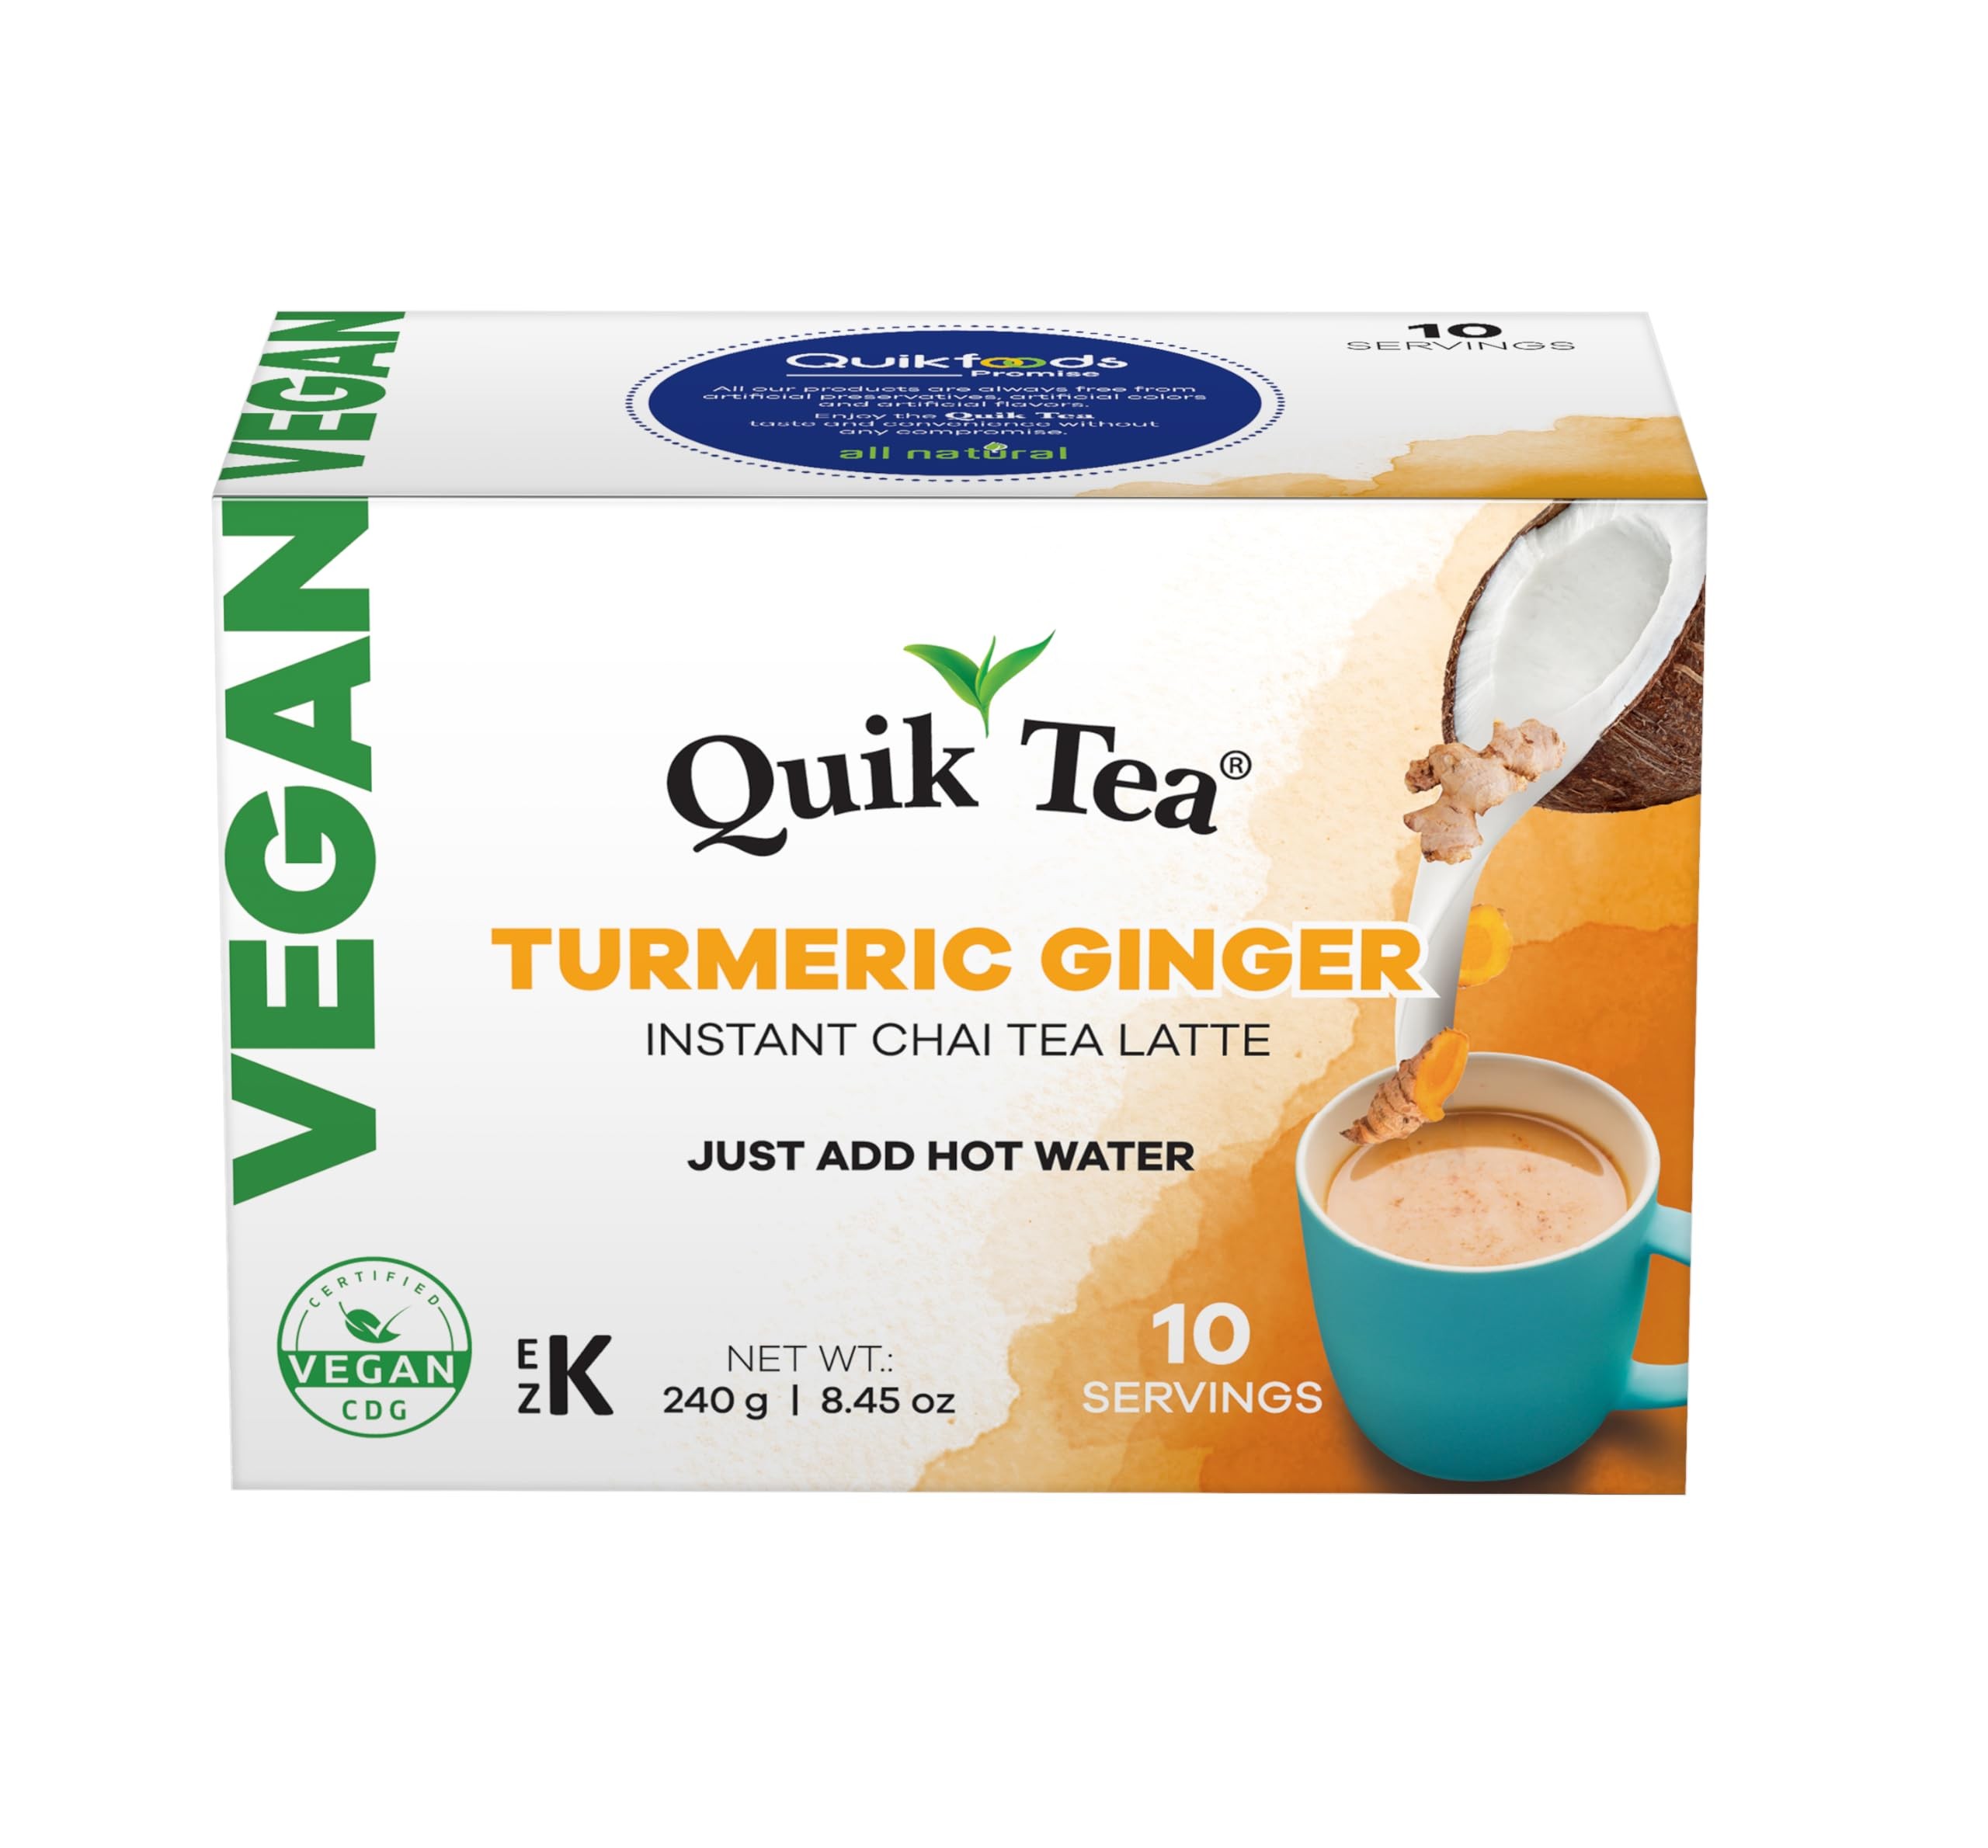 VEGAN
Quikfoods
Promise
All our products are always free from
artificial preservatives, artificial colors
and artificial flavors.
Enjoy the Quik Tea
taste and convenience without
any compromise.
all natural
10
SERVINGS
VEGAN
Quik Tea®
TURMERIC GINGER
INSTANT CHAI TEA LATTE
JUST ADD HOT WATER
CERTIFIED
VEGAN
CDG
EZ K
NET WT.:
240 g | 8.45 oz
10
SERVINGS